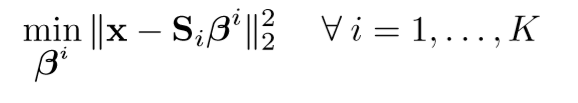 min_{𝜷^i} ‖𝐱 − 𝐒_i 𝜷^i‖_2^2 ∀ i = 1, . . . , K